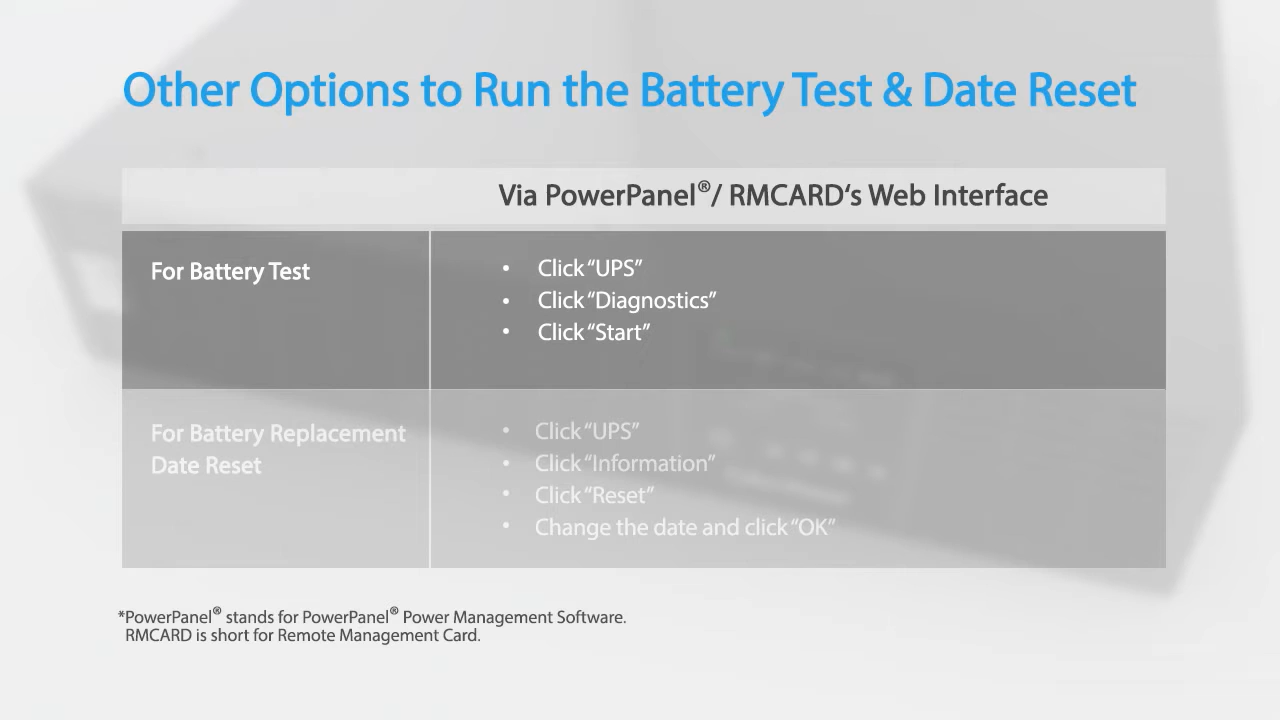 Other Options to Run the Battery Test & Date Reset
Via PowerPanel®/ RMCARD‘s Web Interface
For Battery Test
• Click “UPS”
• Click “Diagnostics”
• Click “Start”
For Battery Replacement
Date Reset
• Click “UPS”
• Click “Information”
• Click “Reset”
• Change the date and click “OK”
*PowerPanel® stands for PowerPanel® Power Management Software.
RMCARD is short for Remote Management Card.